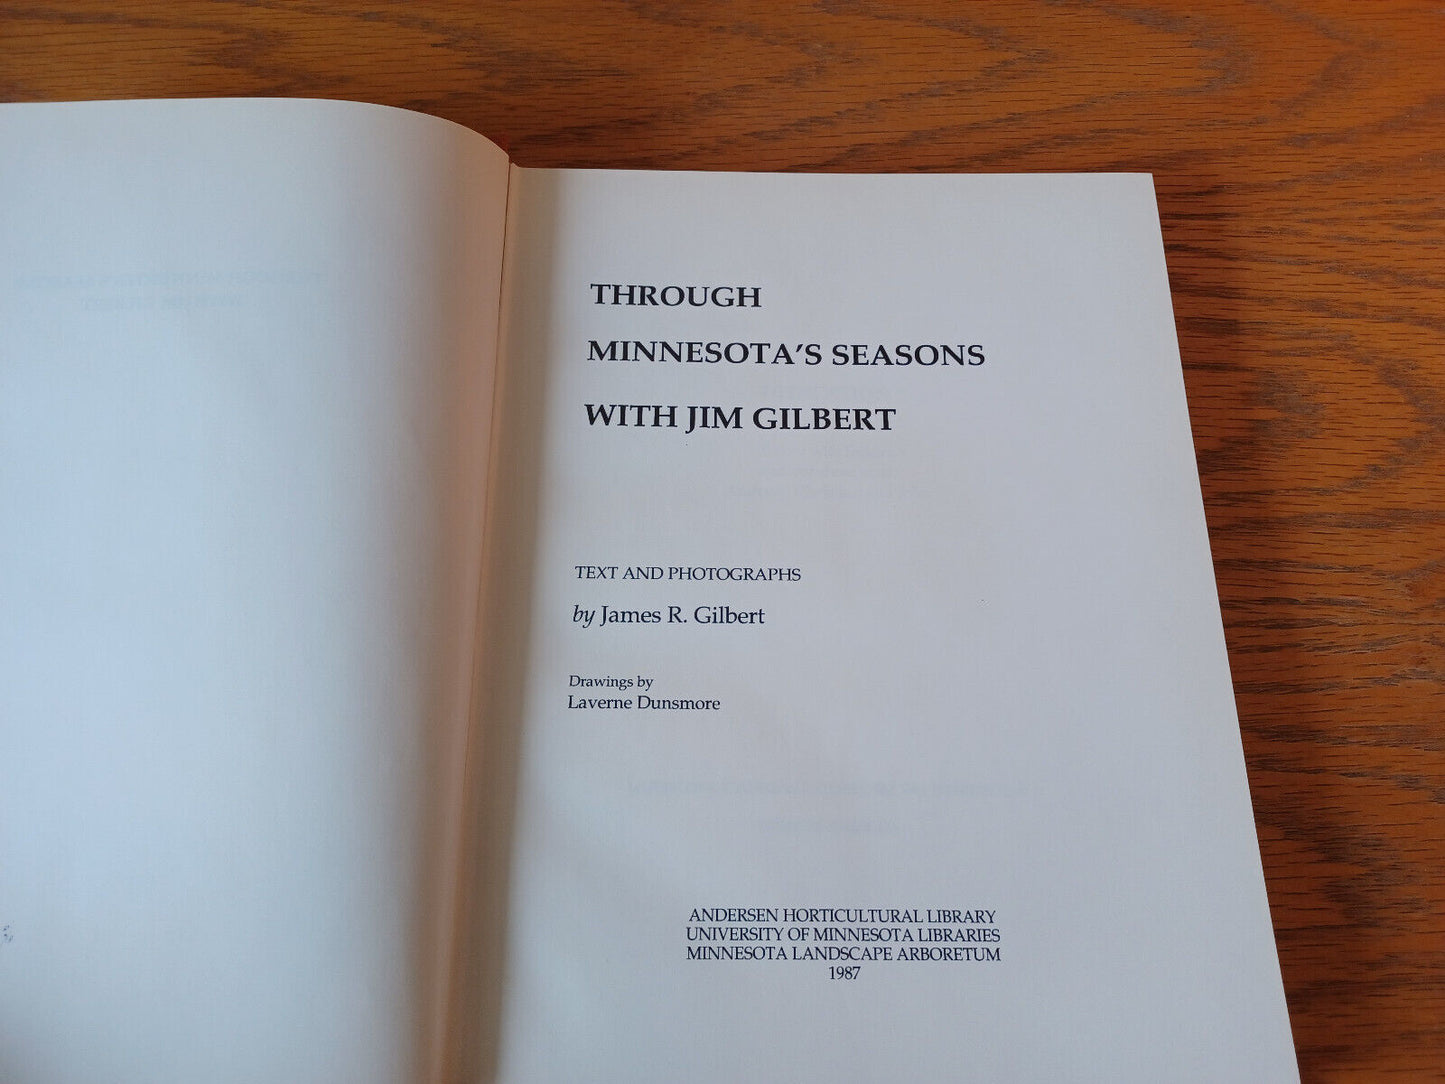 THROUGH
MINNESOTA'S SEASONS
WITH JIM GILBERT
TEXT AND PHOTOGRAPHS
by James R. Gilbert
Drawings by
Laverne Dunsmore
ANDERSEN HORTICULTURAL LIBRARY
UNIVERSITY OF MINNESOTA LIBRARIES
MINNESOTA LANDSCAPE ARBORETUM
1987